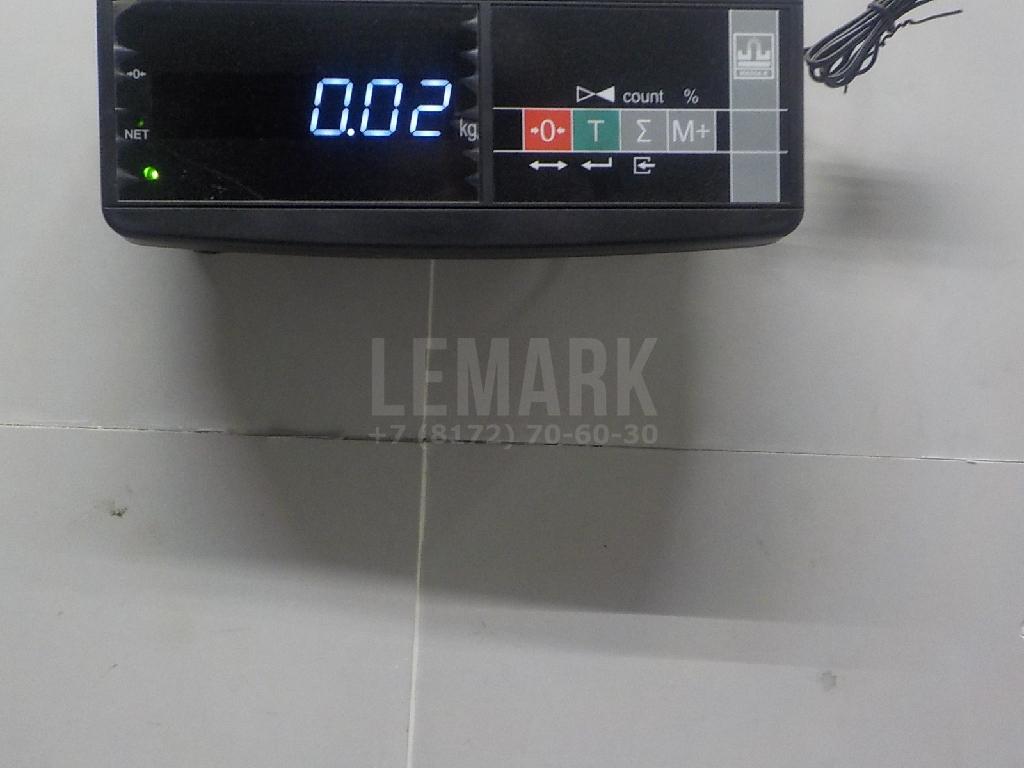 →0←
0.02
kg
NET
count %
→0← T Σ M+
LEMARK
+7 (8172) 70-60-30